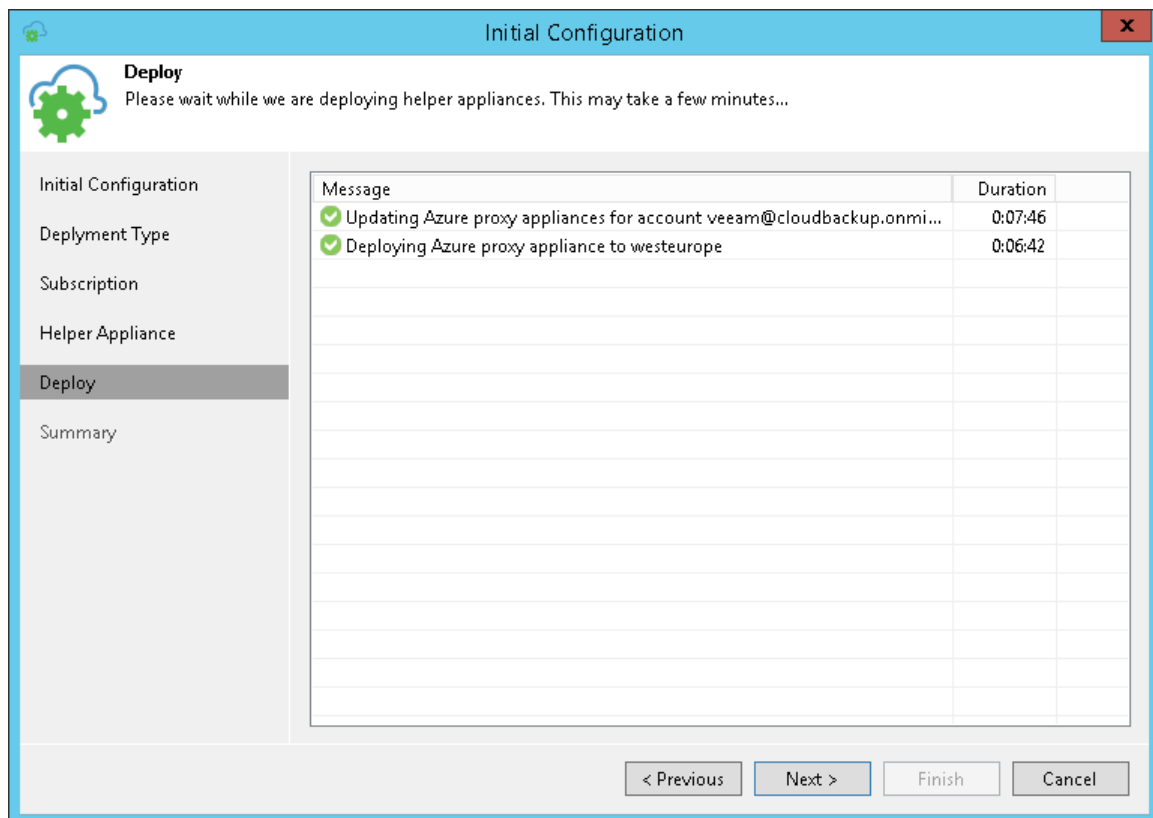 Initial Configuration
x
Deploy
Please wait while we are deploying helper appliances. This may take a few minutes...
Initial Configuration
Deplyment Type
Subscription
Helper Appliance
Deploy
Summary
Message Duration
Updating Azure proxy appliances for account veeam@cloudbackup.onmi... 0:07:46
Deploying Azure proxy appliance to westeurope 0:06:42
< Previous Next > Finish Cancel